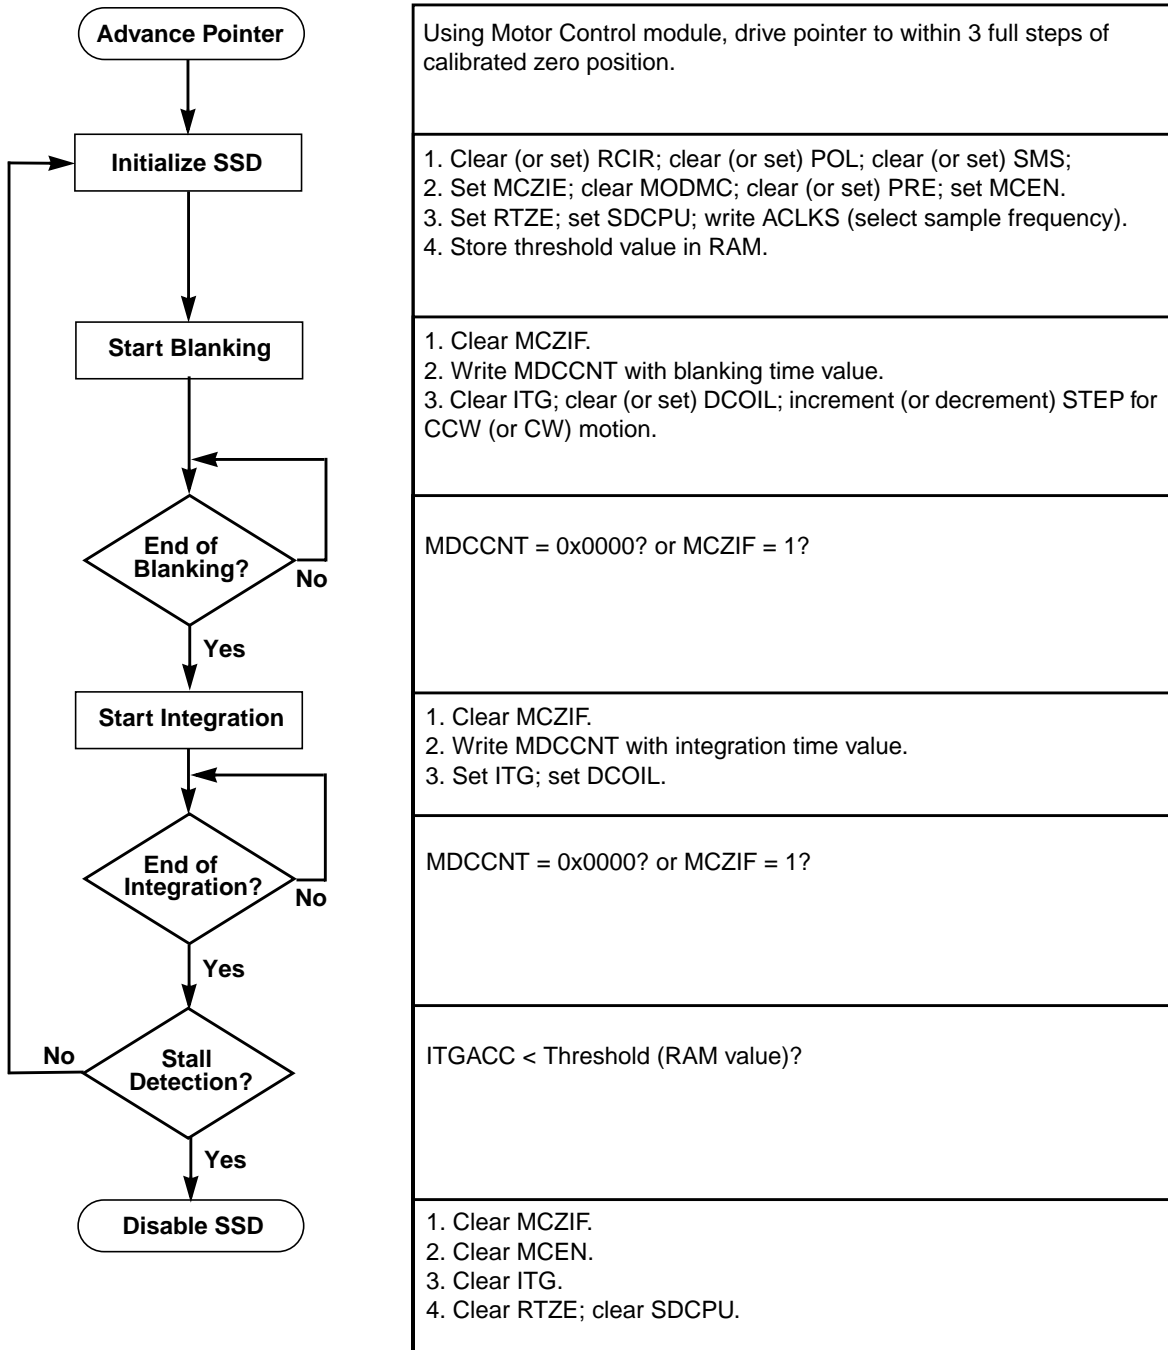 Advance Pointer
Using Motor Control module, drive pointer to within 3 full steps of
calibrated zero position.
Initialize SSD
1. Clear (or set) RCIR; clear (or set) POL; clear (or set) SMS;
2. Set MCZIE; clear MODMC; clear (or set) PRE; set MCEN.
3. Set RTZE; set SDCPU; write ACLKS (select sample frequency).
4. Store threshold value in RAM.
Start Blanking
1. Clear MCZIF.
2. Write MDCCNT with blanking time value.
3. Clear ITG; clear (or set) DCOIL; increment (or decrement) STEP for
CCW (or CW) motion.
End of
Blanking?
No
Yes
MDCCNT = 0x0000? or MCZIF = 1?
Start Integration
1. Clear MCZIF.
2. Write MDCCNT with integration time value.
3. Set ITG; set DCOIL.
End of
Integration?
No
Yes
MDCCNT = 0x0000? or MCZIF = 1?
No
Stall
Detection?
Yes
ITGACC < Threshold (RAM value)?
Disable SSD
1. Clear MCZIF.
2. Clear MCEN.
3. Clear ITG.
4. Clear RTZE; clear SDCPU.